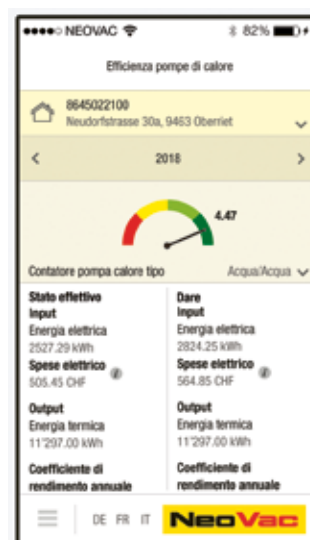 NEOVAC 82%
Efficienza pompe di calore
8645022100
Neudorfstrasse 30a, 9463 Oberriet
< 2018 >
4.47
Contatore pompa calore tipo Acqua/Acqua
Stato effettivo
Input
Energia elettrica
2527.29 kWh
Spese elettrico
505.45 CHF
Output
Energia termica
11'297.00 kWh
Coefficiente di
rendimento annuale
Dare
Input
Energia elettrica
2824.25 kWh
Spese elettrico
564.85 CHF
Output
Energia termica
11'297.00 kWh
Coefficiente di
rendimento annuale
DE FR IT NeoVac